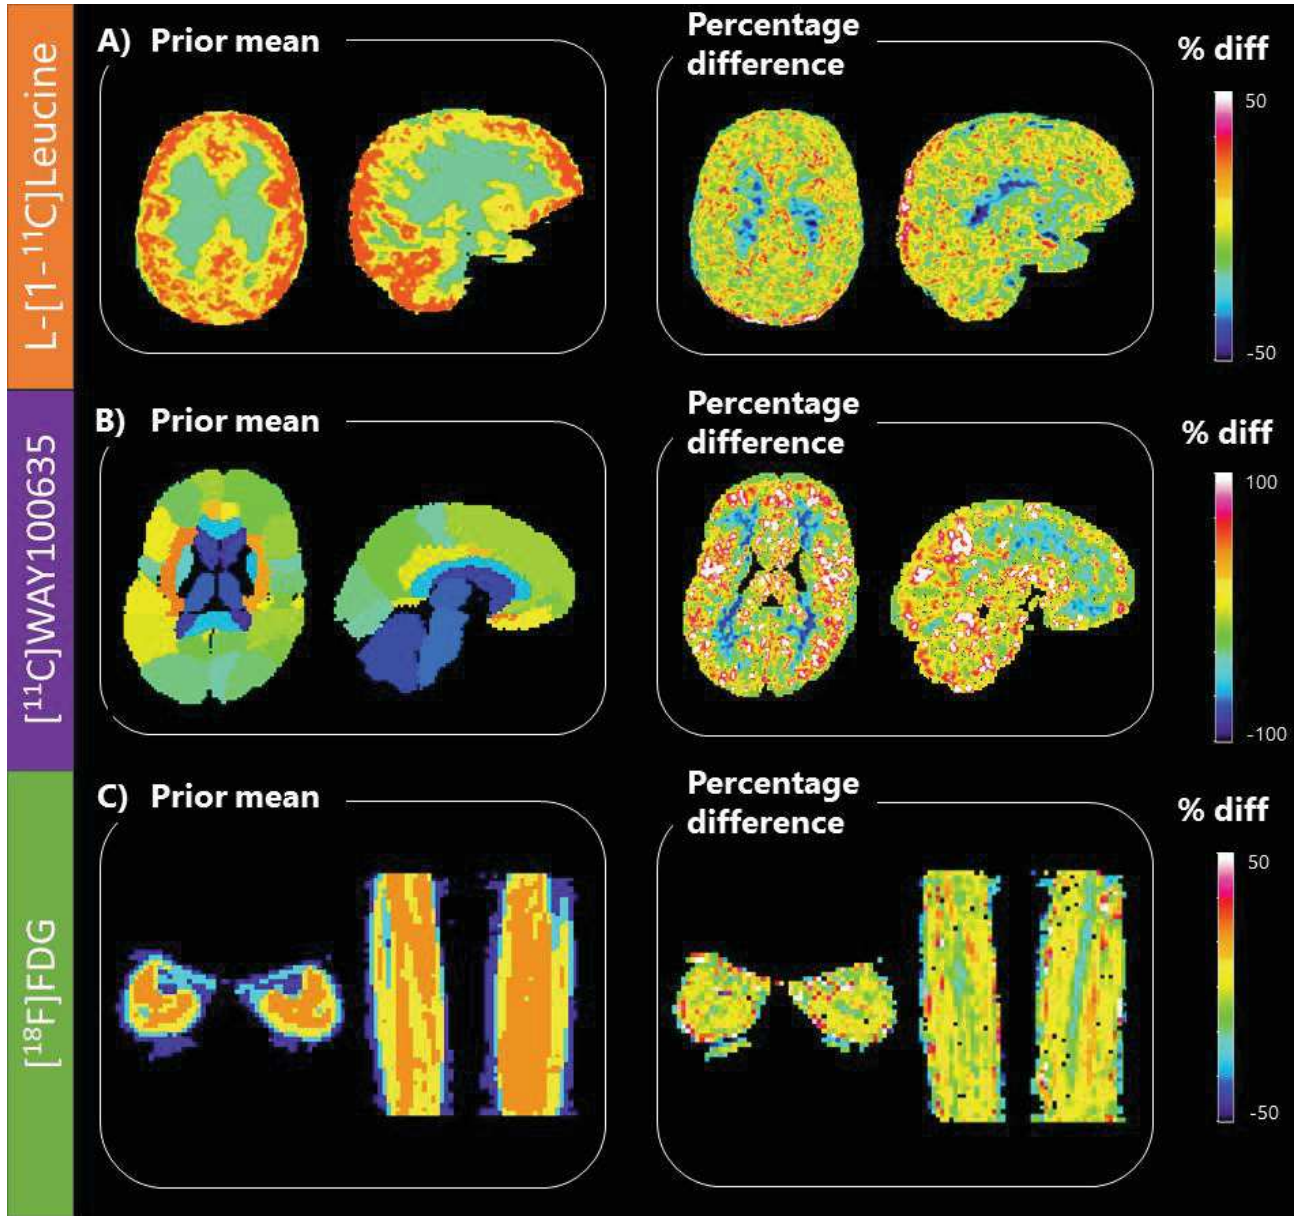 L-[1-¹¹C]Leucine
A) Prior mean
Percentage
difference
% diff
50
-50
[¹¹C]WAY100635
B) Prior mean
Percentage
difference
% diff
100
-100
[¹⁸F]FDG
C) Prior mean
Percentage
difference
% diff
50
-50